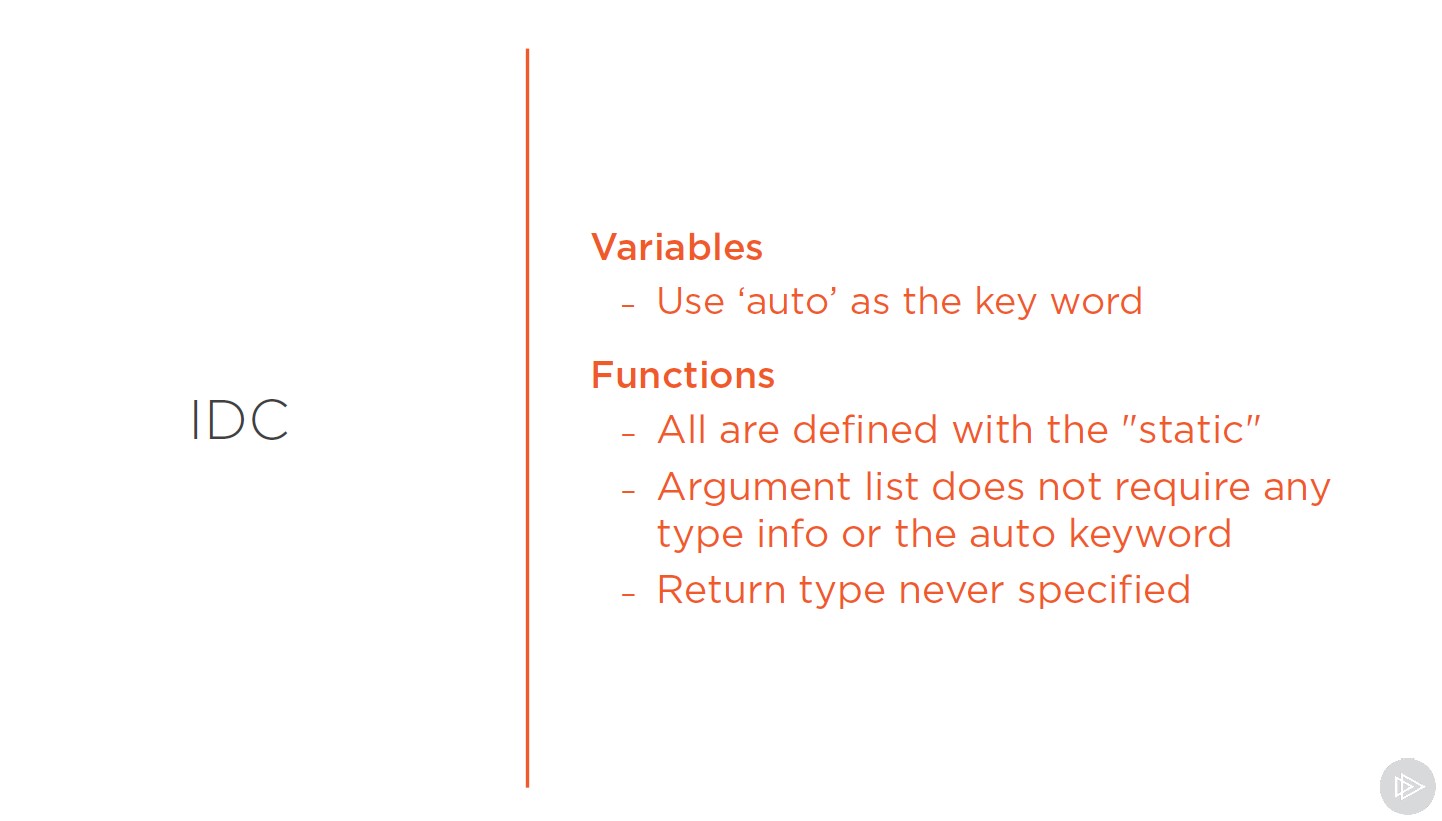 IDC
Variables
– Use ‘auto’ as the key word
Functions
– All are defined with the "static"
– Argument list does not require any
type info or the auto keyword
– Return type never specified